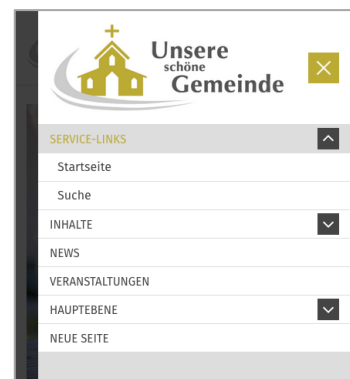 Unsere
schöne
Gemeinde
SERVICE-LINKS
Startseite
Suche
INHALTE
NEWS
VERANSTALTUNGEN
HAUPTEBENE
NEUE SEITE